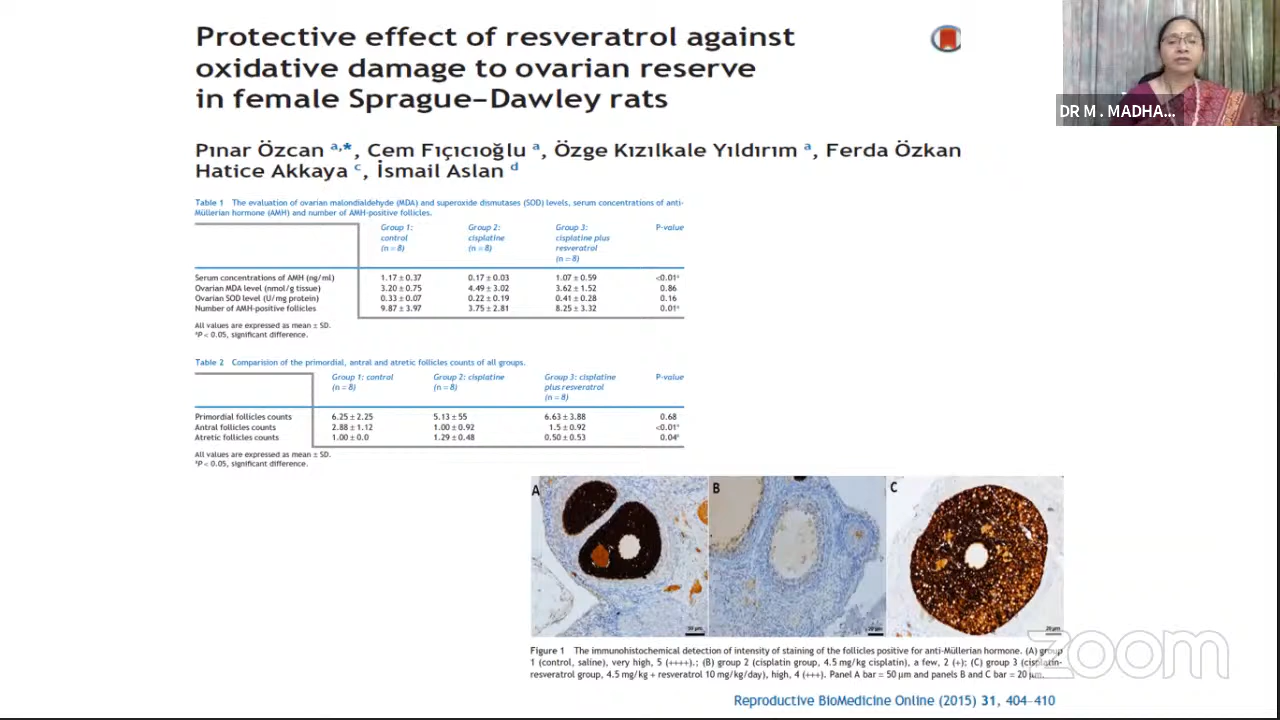 Protective effect of resveratrol against
oxidative damage to ovarian reserve
in female Sprague–Dawley rats
DR M . MADHA...
Pınar Özcan a,*, Cem Fıçıcıoğlu a, Özge Kızılkale Yıldırım a, Ferda Özkan
Hatice Akkaya c, İsmail Aslan d
Table 1 The evaluation of ovarian malondialdehyde (MDA) and superoxide dismutases (SOD) levels, serum concentrations of anti-
Müllerian hormone (AMH) and number of AMH-positive follicles.
Group 1: Group 2: Group 3: P-value
control cisplatine cisplatine plus
(n = 8) (n = 8) resveratrol
(n = 8)
Serum concentrations of AMH (ng/ml) 1.17 ± 0.37 0.17 ± 0.03 1.07 ± 0.59 <0.01a
Ovarian MDA level (nmol/g tissue) 3.20 ± 0.75 4.49 ± 3.02 3.62 ± 1.52 0.86
Ovarian SOD level (U/mg protein) 0.33 ± 0.07 0.22 ± 0.19 0.41 ± 0.28 0.16
Number of AMH-positive follicles 9.87 ± 3.97 3.75 ± 2.81 8.25 ± 3.32 0.01a
All values are expressed as mean ± SD.
aP < 0.05, significant difference.
Table 2 Comparision of the primordial, antral and atretic follicles counts of all groups.
Group 1: control Group 2: cisplatine Group 3: cisplatine P-value
(n = 8) (n = 8) plus resveratrol
(n = 8)
Primordial follicles counts 6.25 ± 2.25 5.13 ± 55 6.63 ± 3.88 0.68
Antral follicles counts 2.88 ± 1.12 1.00 ± 0.92 1.5 ± 0.92 <0.01a
Atretic follicles counts 1.00 ± 0.0 1.29 ± 0.48 0.50 ± 0.53 0.04a
All values are expressed as mean ± SD.
aP < 0.05, significant difference.
A B C
20 µm 20 µm
Figure 1 The immunohistochemical detection of intensity of staining of the follicles positive for anti-Müllerian hormone. (A) group
1 (control, saline), very high, 5 (++++).; (B) group 2 (cisplatin group, 4.5 mg/kg cisplatin), a few, 2 (+); (C) group 3 (cisplatin-
resveratrol group, 4.5 mg/kg + resveratrol 10 mg/kg/day), high, 4 (+++). Panel A bar = 50 µm and panels B and C bar = 20 µm.
zoom
Reproductive BioMedicine Online (2015) 31, 404–410